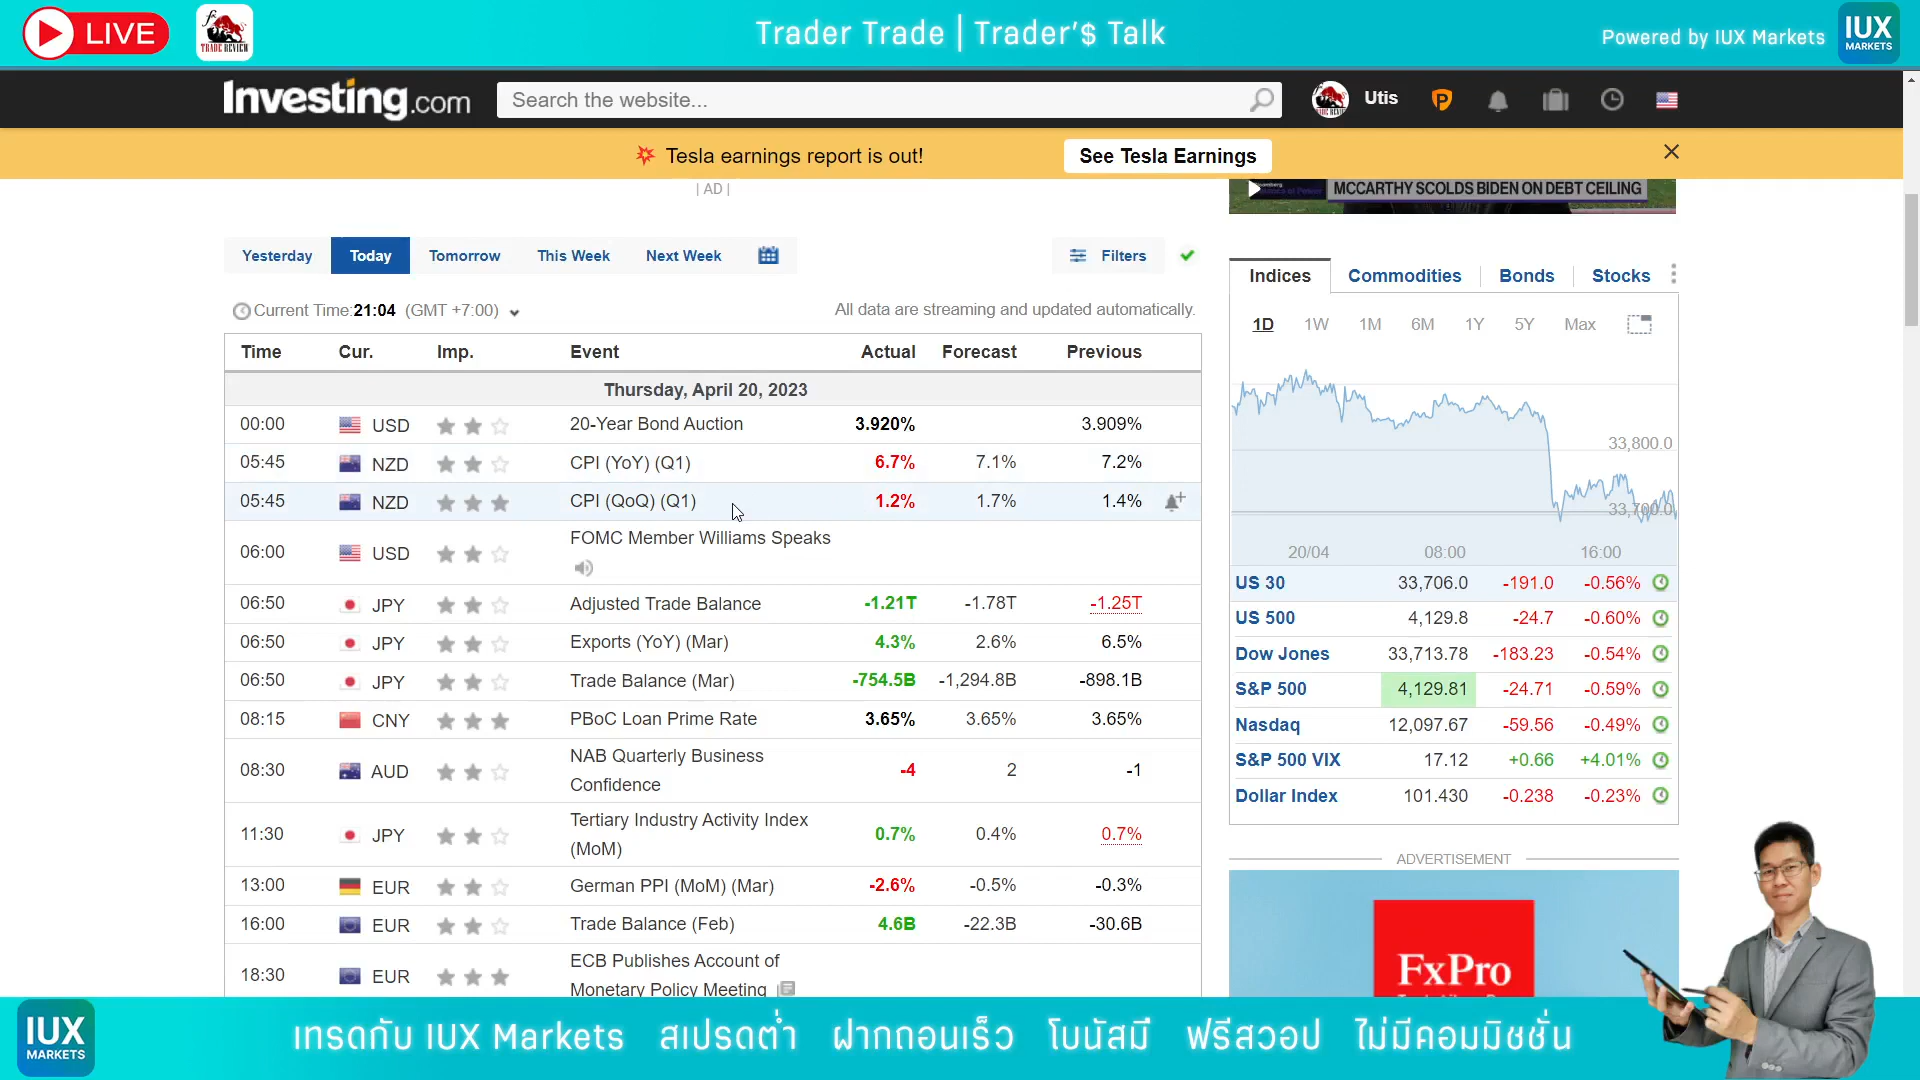 LIVE
TRADE REVIEW
Trader Trade | Trader’$ Talk
Powered by IUX Markets
IUX
MARKETS
Investing.com
Search the website...
Utis
Tesla earnings report is out!
See Tesla Earnings
| AD |
MCCARTHY SCOLDS BIDEN ON DEBT CEILING
Yesterday
Today
Tomorrow
This Week
Next Week
Filters
Current Time:21:04 (GMT +7:00)
All data are streaming and updated automatically.
Time Cur. Imp. Event Actual Forecast Previous
Thursday, April 20, 2023
00:00 USD 20-Year Bond Auction 3.920% 3.909%
05:45 NZD CPI (YoY) (Q1) 6.7% 7.1% 7.2%
05:45 NZD CPI (QoQ) (Q1) 1.2% 1.7% 1.4%
06:00 USD FOMC Member Williams Speaks
06:50 JPY Adjusted Trade Balance -1.21T -1.78T -1.25T
06:50 JPY Exports (YoY) (Mar) 4.3% 2.6% 6.5%
06:50 JPY Trade Balance (Mar) -754.5B -1,294.8B -898.1B
08:15 CNY PBoC Loan Prime Rate 3.65% 3.65% 3.65%
08:30 AUD NAB Quarterly Business
Confidence -4 2 -1
11:30 JPY Tertiary Industry Activity Index
(MoM) 0.7% 0.4% 0.7%
13:00 EUR German PPI (MoM) (Mar) -2.6% -0.5% -0.3%
16:00 EUR Trade Balance (Feb) 4.6B -22.3B -30.6B
18:30 EUR ECB Publishes Account of
Monetary Policy Meeting
Indices Commodities Bonds Stocks
1D 1W 1M 6M 1Y 5Y Max
33,800.0
33,700.0
20/04 08:00 16:00
US 30 33,706.0 -191.0 -0.56%
US 500 4,129.8 -24.7 -0.60%
Dow Jones 33,713.78 -183.23 -0.54%
S&P 500 4,129.81 -24.71 -0.59%
Nasdaq 12,097.67 -59.56 -0.49%
S&P 500 VIX 17.12 +0.66 +4.01%
Dollar Index 101.430 -0.238 -0.23%
ADVERTISEMENT
FxPro
IUX
MARKETS
เทรดกับ IUX Markets สเปรดต่ำ ฝากถอนเร็ว โบนัสมี ฟรีสวอป ไม่มีคอมมิชชั่น